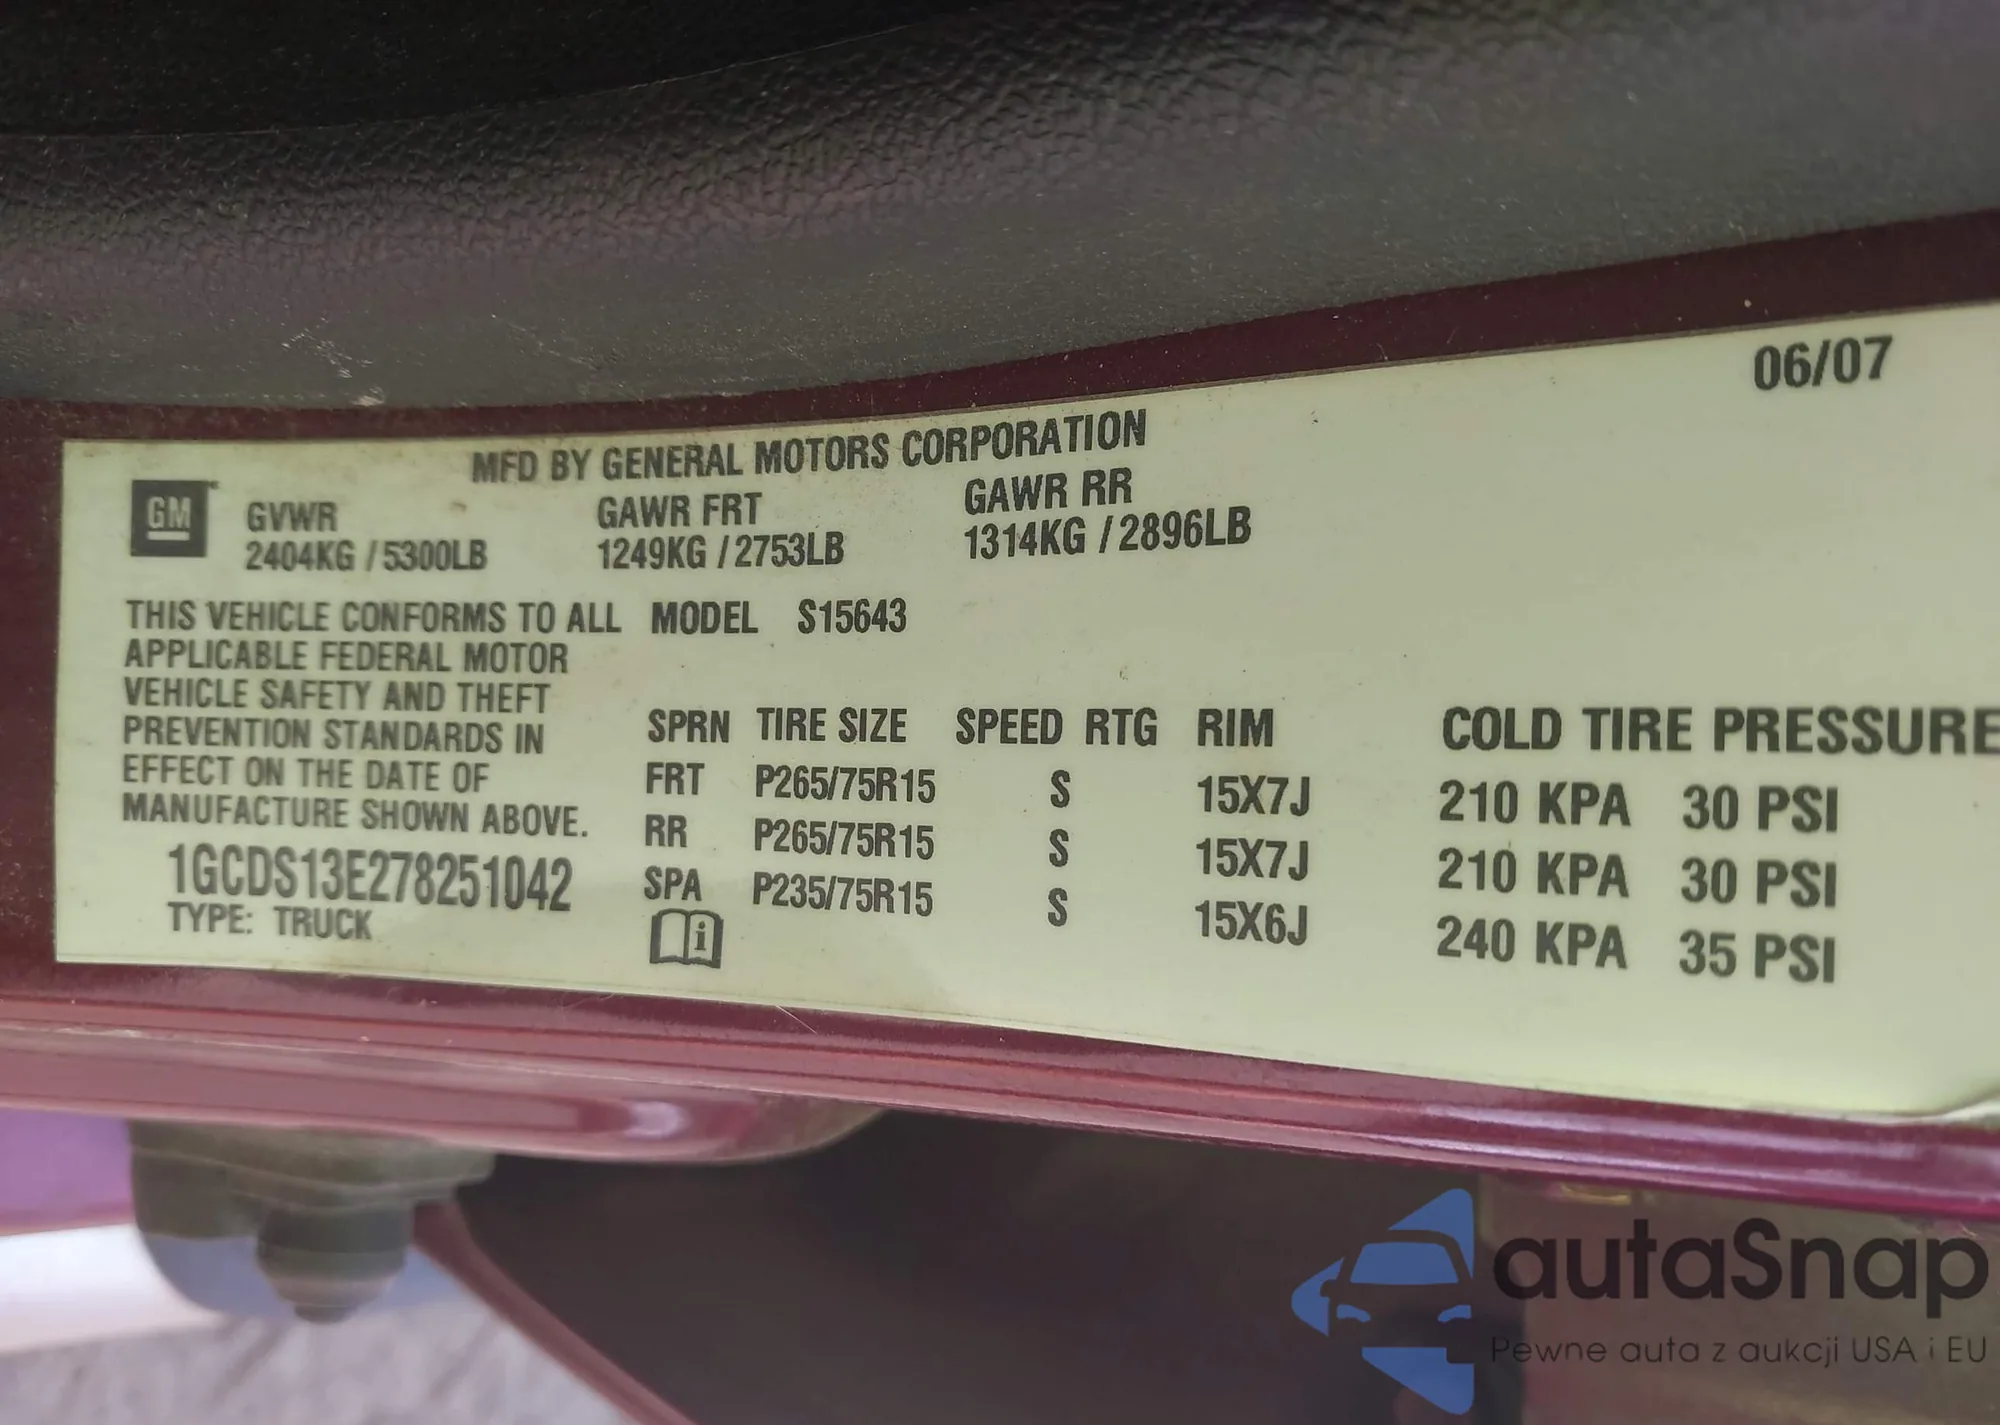 06/07
MFD BY GENERAL MOTORS CORPORATION
GM
GVWR GAWR FRT GAWR RR
2404KG / 5300LB 1249KG / 2753LB 1314KG / 2896LB
THIS VEHICLE CONFORMS TO ALL MODEL S15643
APPLICABLE FEDERAL MOTOR
VEHICLE SAFETY AND THEFT
PREVENTION STANDARDS IN
EFFECT ON THE DATE OF
MANUFACTURE SHOWN ABOVE.
1GCDS13E278251042
TYPE: TRUCK
SPRN TIRE SIZE SPEED RTG RIM COLD TIRE PRESSURE
FRT P265/75R15 S 15X7J 210 KPA 30 PSI
RR P265/75R15 S 15X7J 210 KPA 30 PSI
SPA P235/75R15 S 15X6J 240 KPA 35 PSI
i
autaSnap
Pewne auta z aukcji USA i EU